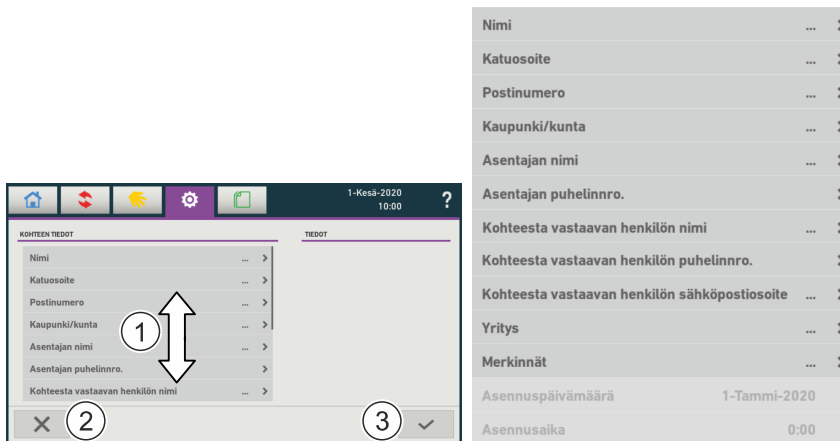 1-Kesä-2020
10:00
?
KOHTEEN TIEDOT
TIEDOT
Nimi ...
Katuosoite ...
Postinumero ...
Kaupunki/kunta ...
Asentajan nimi ...
Asentajan puhelinnro.
Kohteesta vastaavan henkilön nimi ...
1
2
3
Nimi ...
Katuosoite ...
Postinumero ...
Kaupunki/kunta ...
Asentajan nimi ...
Asentajan puhelinnro.
Kohteesta vastaavan henkilön nimi ...
Kohteesta vastaavan henkilön puhelinnro.
Kohteesta vastaavan henkilön sähköpostiosoite ...
Yritys ...
Merkinnät ...
Asennuspäivämäärä 1-Tammi-2020
Asennusaika 0:00